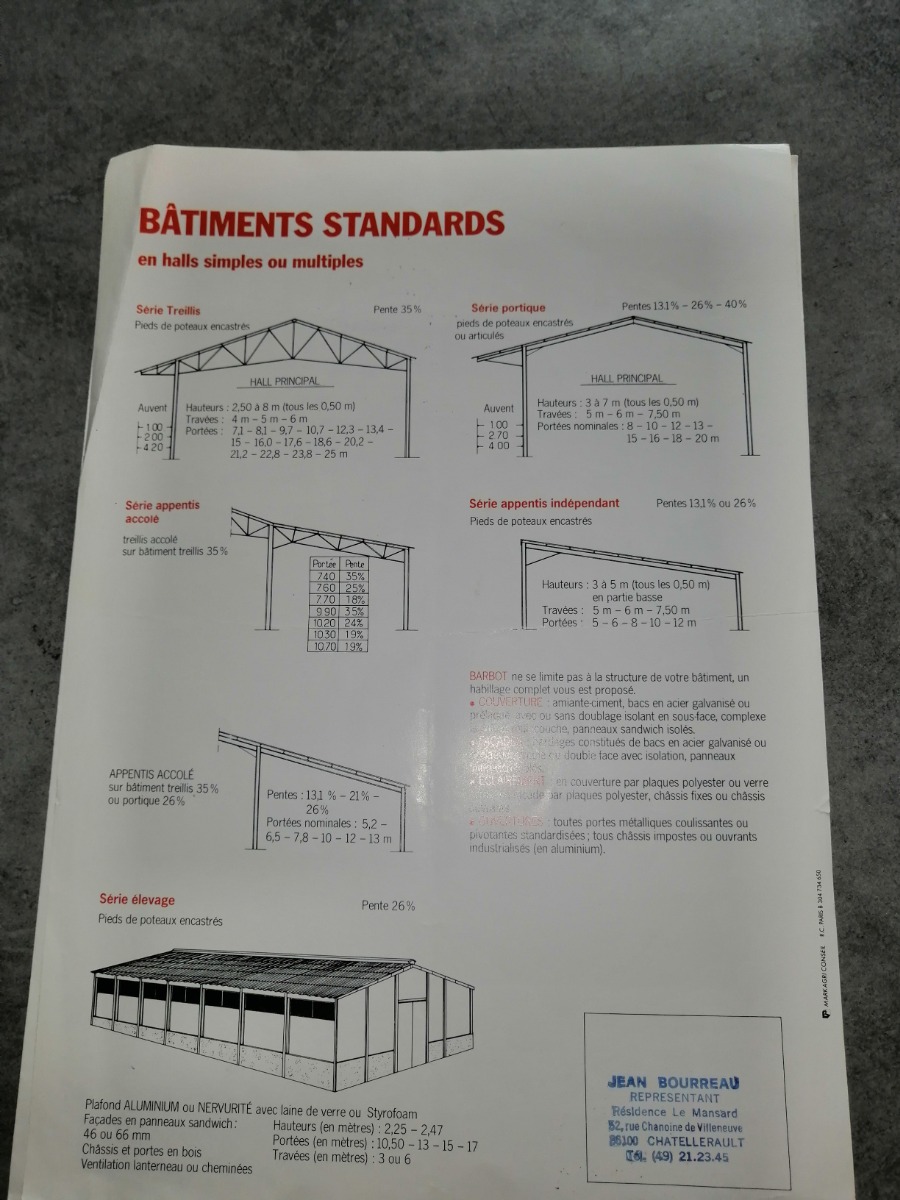 BÂTIMENTS STANDARDS
en halls simples ou multiples
Série Treillis
Pente 35%
Pieds de poteaux encastrés
HALL PRINCIPAL
Auvent
1.00
2.00
4.20
Hauteurs : 2,50 à 8 m (tous les 0,50 m)
Travées : 4 m – 5 m – 6 m
Portées : 7,1 – 8,1 – 9,7 – 10,7 – 12,3 – 13,4 –
15 – 16,0 – 17,6 – 18,6 – 20,2 –
21,2 – 22,8 – 23,8 – 25 m
Série portique
Pentes 13,1% – 26% – 40%
pieds de poteaux encastrés
ou articulés
HALL PRINCIPAL
Auvent
1.00
2.70
4.00
Hauteurs : 3 à 7 m (tous les 0,50 m)
Travées : 5 m – 6 m – 7,50 m
Portées nominales : 8 – 10 – 12 – 13 –
15 – 16 – 18 – 20 m
Série appentis
accolé
treillis accolé
sur bâtiment treillis 35%
Portée Pente
7.40 35%
7.60 25%
7.70 18%
9.90 35%
10.20 24%
10.30 19%
10.70 19%
Série appentis indépendant
Pentes 13,1% ou 26%
Pieds de poteaux encastrés
Hauteurs : 3 à 5 m (tous les 0,50 m)
en partie basse
Travées : 5 m – 6 m – 7,50 m
Portées : 5 – 6 – 8 – 10 – 12 m
APPENTIS ACCOLÉ
sur bâtiment treillis 35%
ou portique 26%
Pentes : 13,1 % – 21% –
26%
Portées nominales : 5,2 –
6,5 – 7,8 – 10 – 12 – 13 m
BARBOT ne se limite pas à la structure de votre bâtiment, un
habillage complet vous est proposé.
• COUVERTURE : amiante-ciment, bacs en acier galvanisé ou
avec ou sans doublage isolant en sous-face, complexe
couche, panneaux sandwich isolés.
constitués de bacs en acier galvanisé ou
double face avec isolation, panneaux
en couverture par plaques polyester ou verre
par plaques polyester, châssis fixes ou châssis
• OUVERTURES : toutes portes métalliques coulissantes ou
pivotantes standardisées ; tous châssis impostes ou ouvrants
industrialisés (en aluminium).
Série élevage
Pente 26%
Pieds de poteaux encastrés
Plafond ALUMINIUM ou NERVURITÉ avec laine de verre ou Styrofoam
Façades en panneaux sandwich :
46 ou 66 mm
Châssis et portes en bois
Ventilation lanterneau ou cheminées
Hauteurs (en mètres) : 2,25 – 2,47
Portées (en mètres) : 10,50 – 13 – 15 – 17
Travées (en mètres) : 3 ou 6
MARKAGRI CONSEIL R.C. PARIS B 304 734 650
JEAN BOURREAU
REPRÉSENTANT
Résidence Le Mansard
52, rue Chanoine de Villeneuve
86100 CHATELLERAULT
Tél. (49) 21.23.45